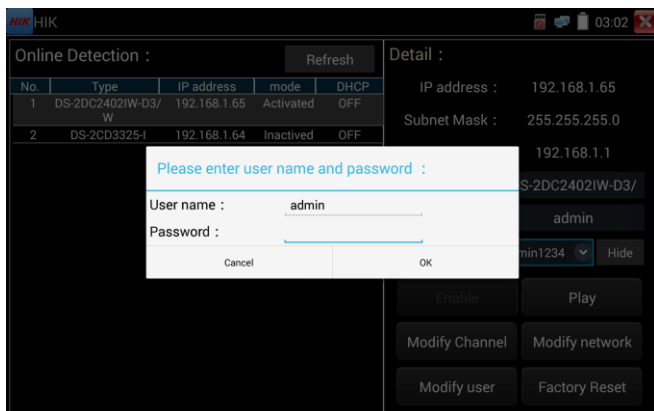 HIK HIK 03:02
Online Detection :
Refresh
No. Type IP address mode DHCP
1 DS-2DC2402IW-D3/W 192.168.1.65 Activated OFF
2 DS-2CD3325-I 192.168.1.64 Inactived OFF
Please enter user name and password :
User name : admin
Password :
Cancel OK
Detail :
IP address : 192.168.1.65
Subnet Mask : 255.255.255.0
192.168.1.1
S-2DC2402IW-D3/
admin
min1234 Hide
Enable Play
Modify Channel Modify network
Modify user Factory Reset